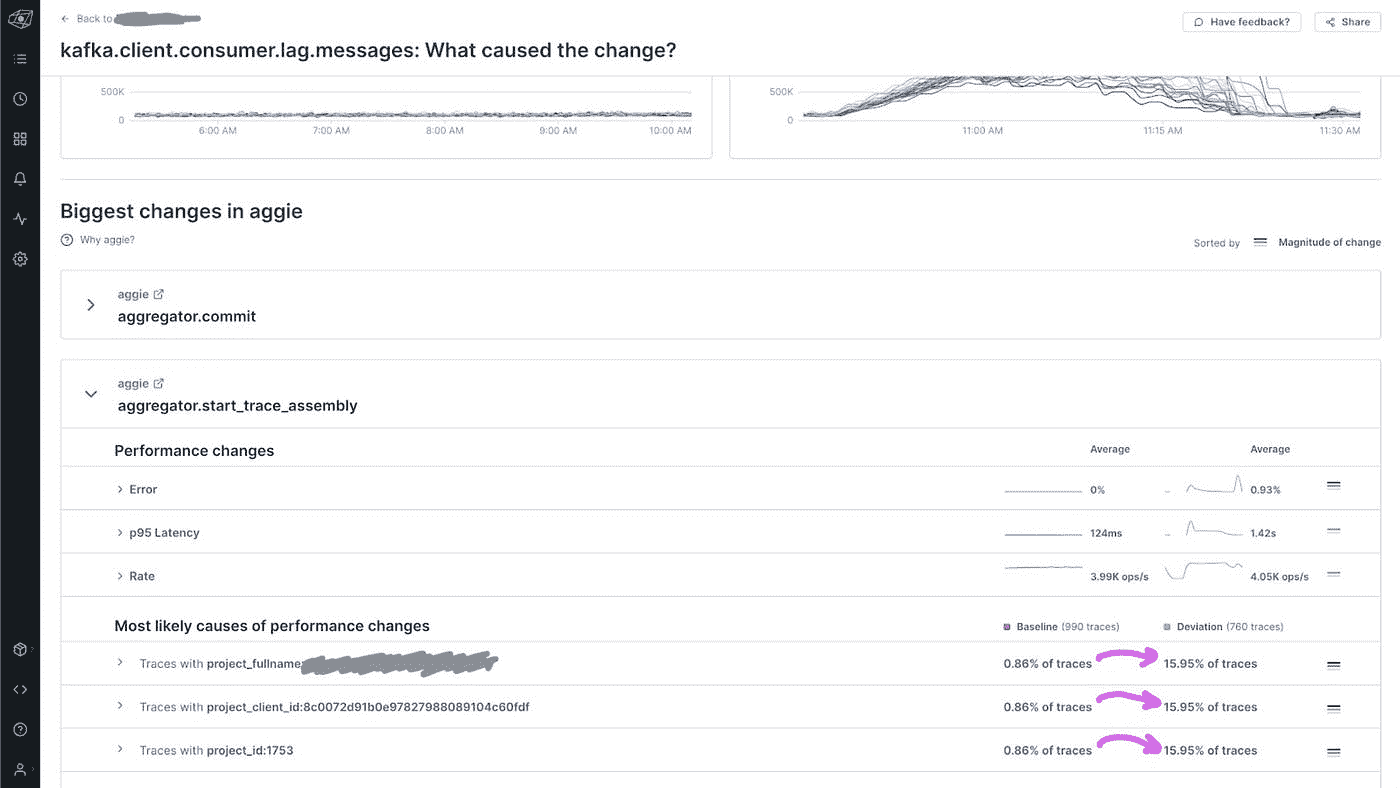 ← Back to
Have feedback?
Share
kafka.client.consumer.lag.messages: What caused the change?
500K
0
6:00 AM 7:00 AM 8:00 AM 9:00 AM 10:00 AM
500K
0
11:00 AM 11:15 AM 11:30 AM
Biggest changes in aggie
Why aggie?
Sorted by Magnitude of change
aggie
aggregator.commit
aggie
aggregator.start_trace_assembly
Performance changes Average Average
Error 0% 0.93%
p95 Latency 124ms 1.42s
Rate 3.99K ops/s 4.05K ops/s
Most likely causes of performance changes Baseline (990 traces) Deviation (760 traces)
Traces with project_fullname: 0.86% of traces 15.95% of traces
Traces with project_client_id:8c0072d91b0e97827988089104c60fdf 0.86% of traces 15.95% of traces
Traces with project_id:1753 0.86% of traces 15.95% of traces